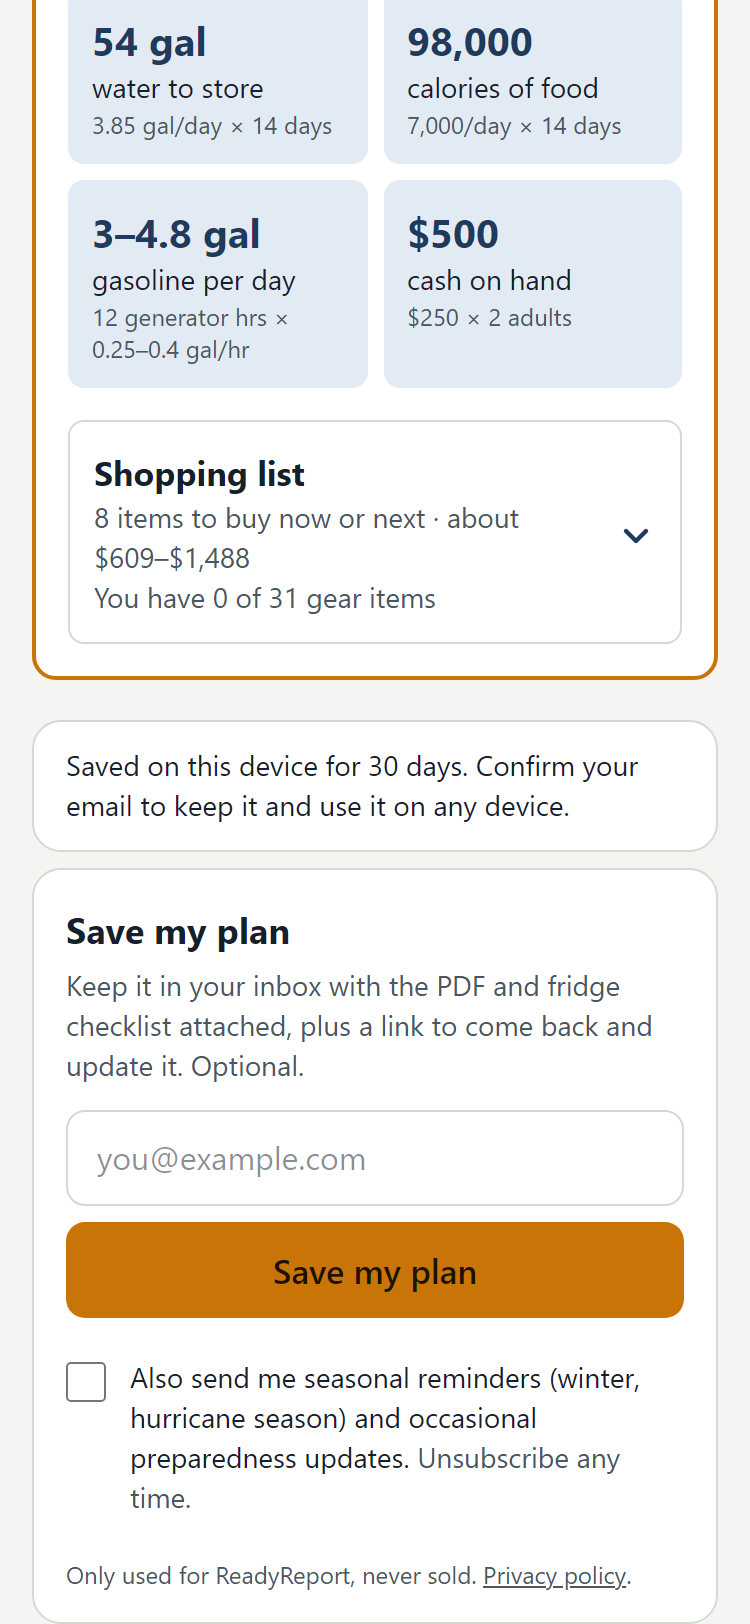 54 gal
water to store
3.85 gal/day × 14 days
98,000
calories of food
7,000/day × 14 days
3–4.8 gal
gasoline per day
12 generator hrs ×
0.25–0.4 gal/hr
$500
cash on hand
$250 × 2 adults
Shopping list
8 items to buy now or next · about
$609–$1,488
You have 0 of 31 gear items
Saved on this device for 30 days. Confirm your
email to keep it and use it on any device.
Save my plan
Keep it in your inbox with the PDF and fridge
checklist attached, plus a link to come back and
update it. Optional.
you@example.com
Save my plan
Also send me seasonal reminders (winter,
hurricane season) and occasional
preparedness updates. Unsubscribe any
time.
Only used for ReadyReport, never sold. Privacy policy.